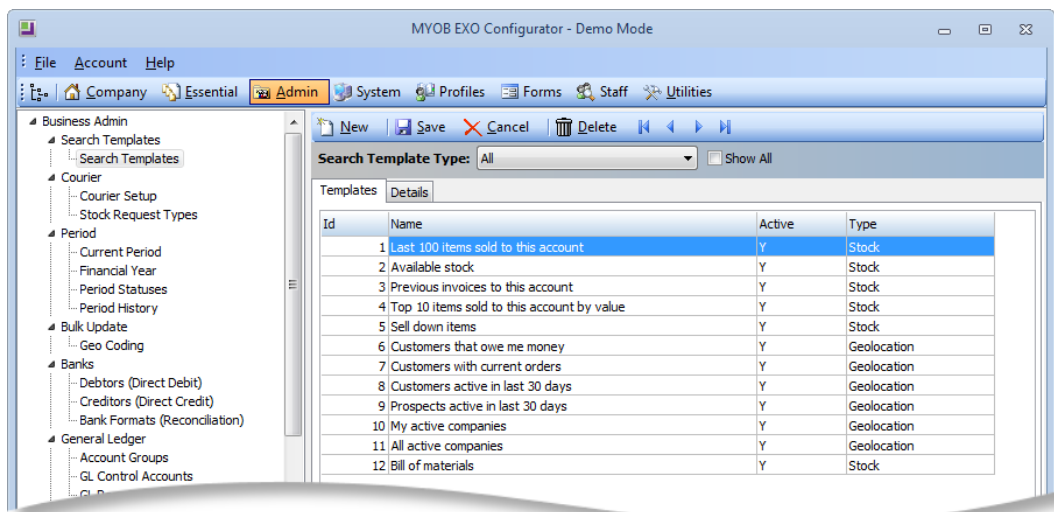 MYOB EXO Configurator - Demo Mode
File Account Help
Company Essential Admin System Profiles Forms Staff Utilities
Business Admin
Search Templates
Search Templates
Courier
Courier Setup
Stock Request Types
Period
Current Period
Financial Year
Period Statuses
Period History
Bulk Update
Geo Coding
Banks
Debtors (Direct Debit)
Creditors (Direct Credit)
Bank Formats (Reconciliation)
General Ledger
Account Groups
GL Control Accounts
New Save Cancel Delete
Search Template Type: All Show All
Templates Details
Id Name Active Type
1 Last 100 items sold to this account Y Stock
2 Available stock Y Stock
3 Previous invoices to this account Y Stock
4 Top 10 items sold to this account by value Y Stock
5 Sell down items Y Stock
6 Customers that owe me money Y Geolocation
7 Customers with current orders Y Geolocation
8 Customers active in last 30 days Y Geolocation
9 Prospects active in last 30 days Y Geolocation
10 My active companies Y Geolocation
11 All active companies Y Geolocation
12 Bill of materials Y Stock